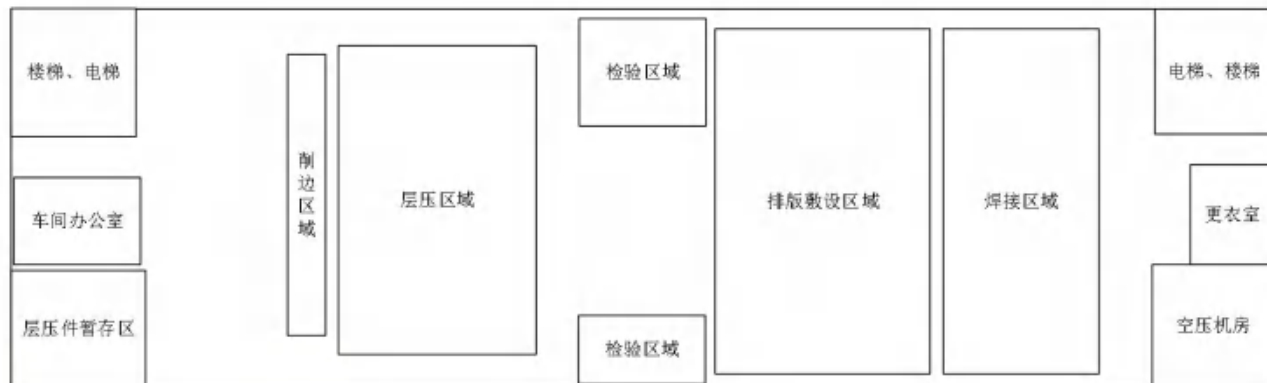 楼梯、电梯
检验区域
电梯、楼梯
削边区域
层压区域
排版敷设区域
焊接区域
车间办公室
更衣室
层压件暂存区
检验区域
空压机房